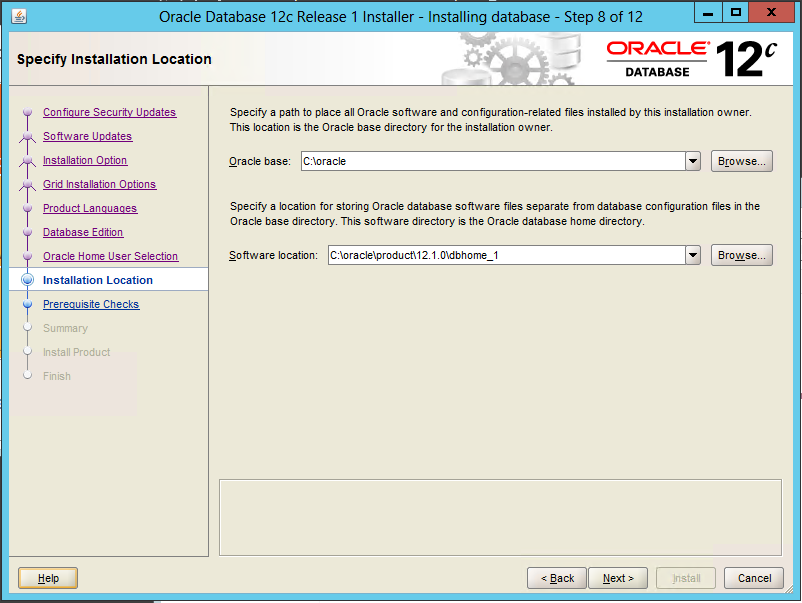 Oracle Database 12c Release 1 Installer - Installing database - Step 8 of 12
Specify Installation Location
ORACLE
DATABASE
12c
Configure Security Updates
Software Updates
Installation Option
Grid Installation Options
Product Languages
Database Edition
Oracle Home User Selection
Installation Location
Prerequisite Checks
Summary
Install Product
Finish
Specify a path to place all Oracle software and configuration-related files installed by this installation owner.
This location is the Oracle base directory for the installation owner.
Oracle base: C:\oracle Browse...
Specify a location for storing Oracle database software files separate from database configuration files in the
Oracle base directory. This software directory is the Oracle database home directory.
Software location: C:\oracle\product\12.1.0\dbhome_1 Browse...
Help < Back Next > Install Cancel